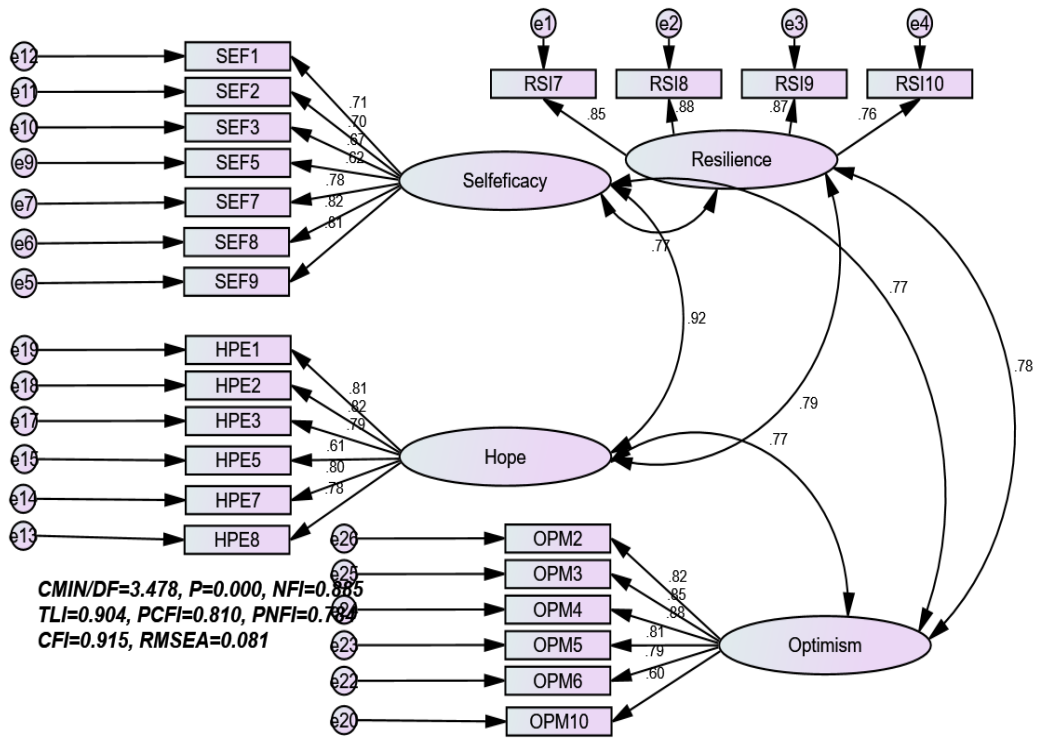 e1 e2 e3 e4
RSI7 RSI8 RSI9 RSI10
.85 .88 .87 .76
Resilience
e12 SEF1
e11 SEF2
e10 SEF3
e9 SEF5
e7 SEF7
e6 SEF8
e5 SEF9
.71
.70
.67
.62
.78
.82
.81
Selfeficacy
.77
.92
.77
.78
.79
.77
e19 HPE1
e18 HPE2
e17 HPE3
e15 HPE5
e14 HPE7
e13 HPE8
.81
.82
.79
.61
.80
.78
Hope
e26 OPM2
e25 OPM3
OPM4
e23 OPM5
e22 OPM6
e20 OPM10
.82
.85
.88
.81
.79
.60
Optimism
CMIN/DF=3.478, P=0.000, NFI=0.885
TLI=0.904, PCFI=0.810, PNFI=0.784
CFI=0.915, RMSEA=0.081